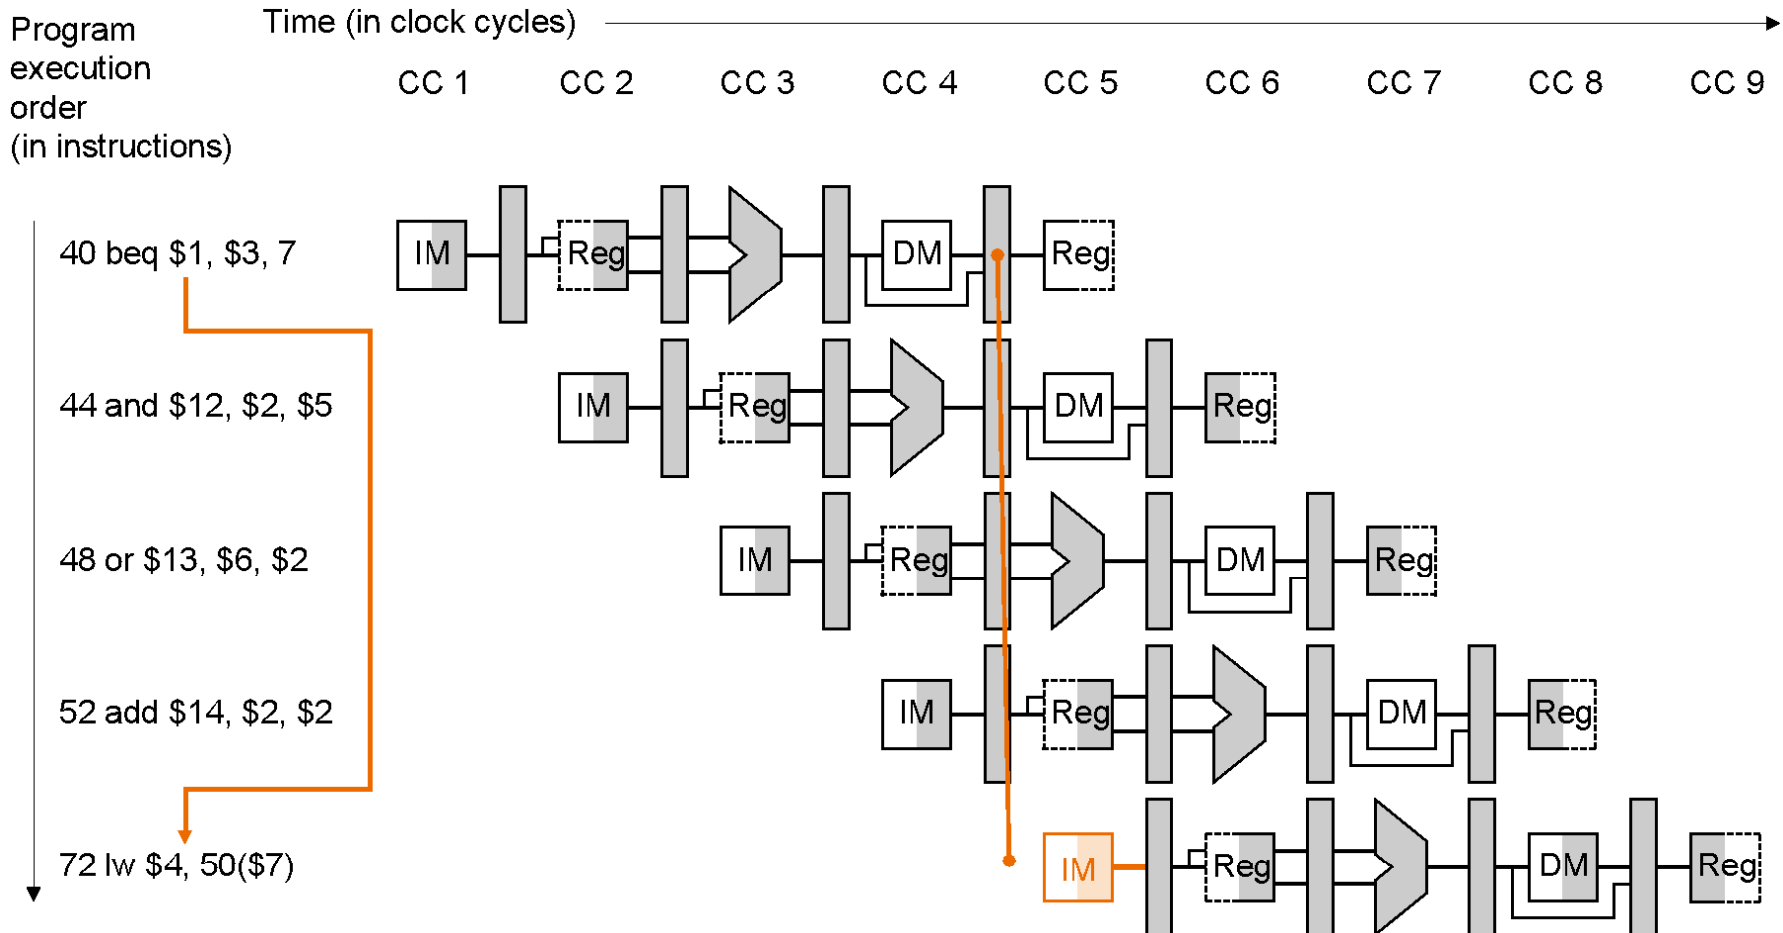 Time (in clock cycles)
Program
execution
order
(in instructions)
CC 1 CC 2 CC 3 CC 4 CC 5 CC 6 CC 7 CC 8 CC 9
40 beq $1, $3, 7 IM Reg DM Reg
44 and $12, $2, $5 IM Reg DM Reg
48 or $13, $6, $2 IM Reg DM Reg
52 add $14, $2, $2 IM Reg DM Reg
72 lw $4, 50($7) IM Reg DM Reg